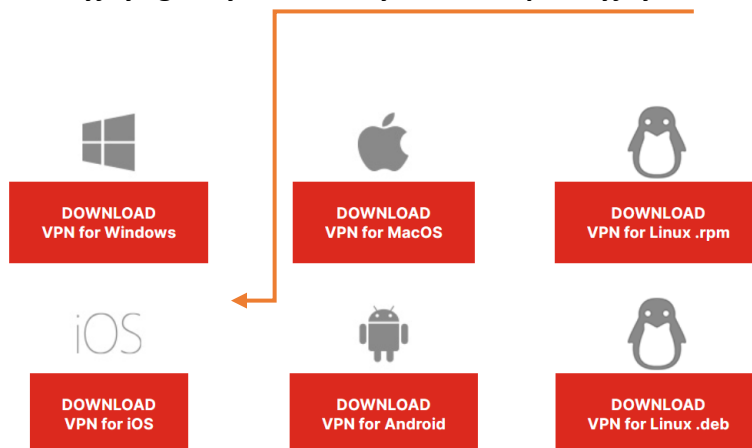 DOWNLOAD
VPN for Windows
DOWNLOAD
VPN for MacOS
DOWNLOAD
VPN for Linux .rpm
iOS
DOWNLOAD
VPN for iOS
DOWNLOAD
VPN for Android
DOWNLOAD
VPN for Linux .deb